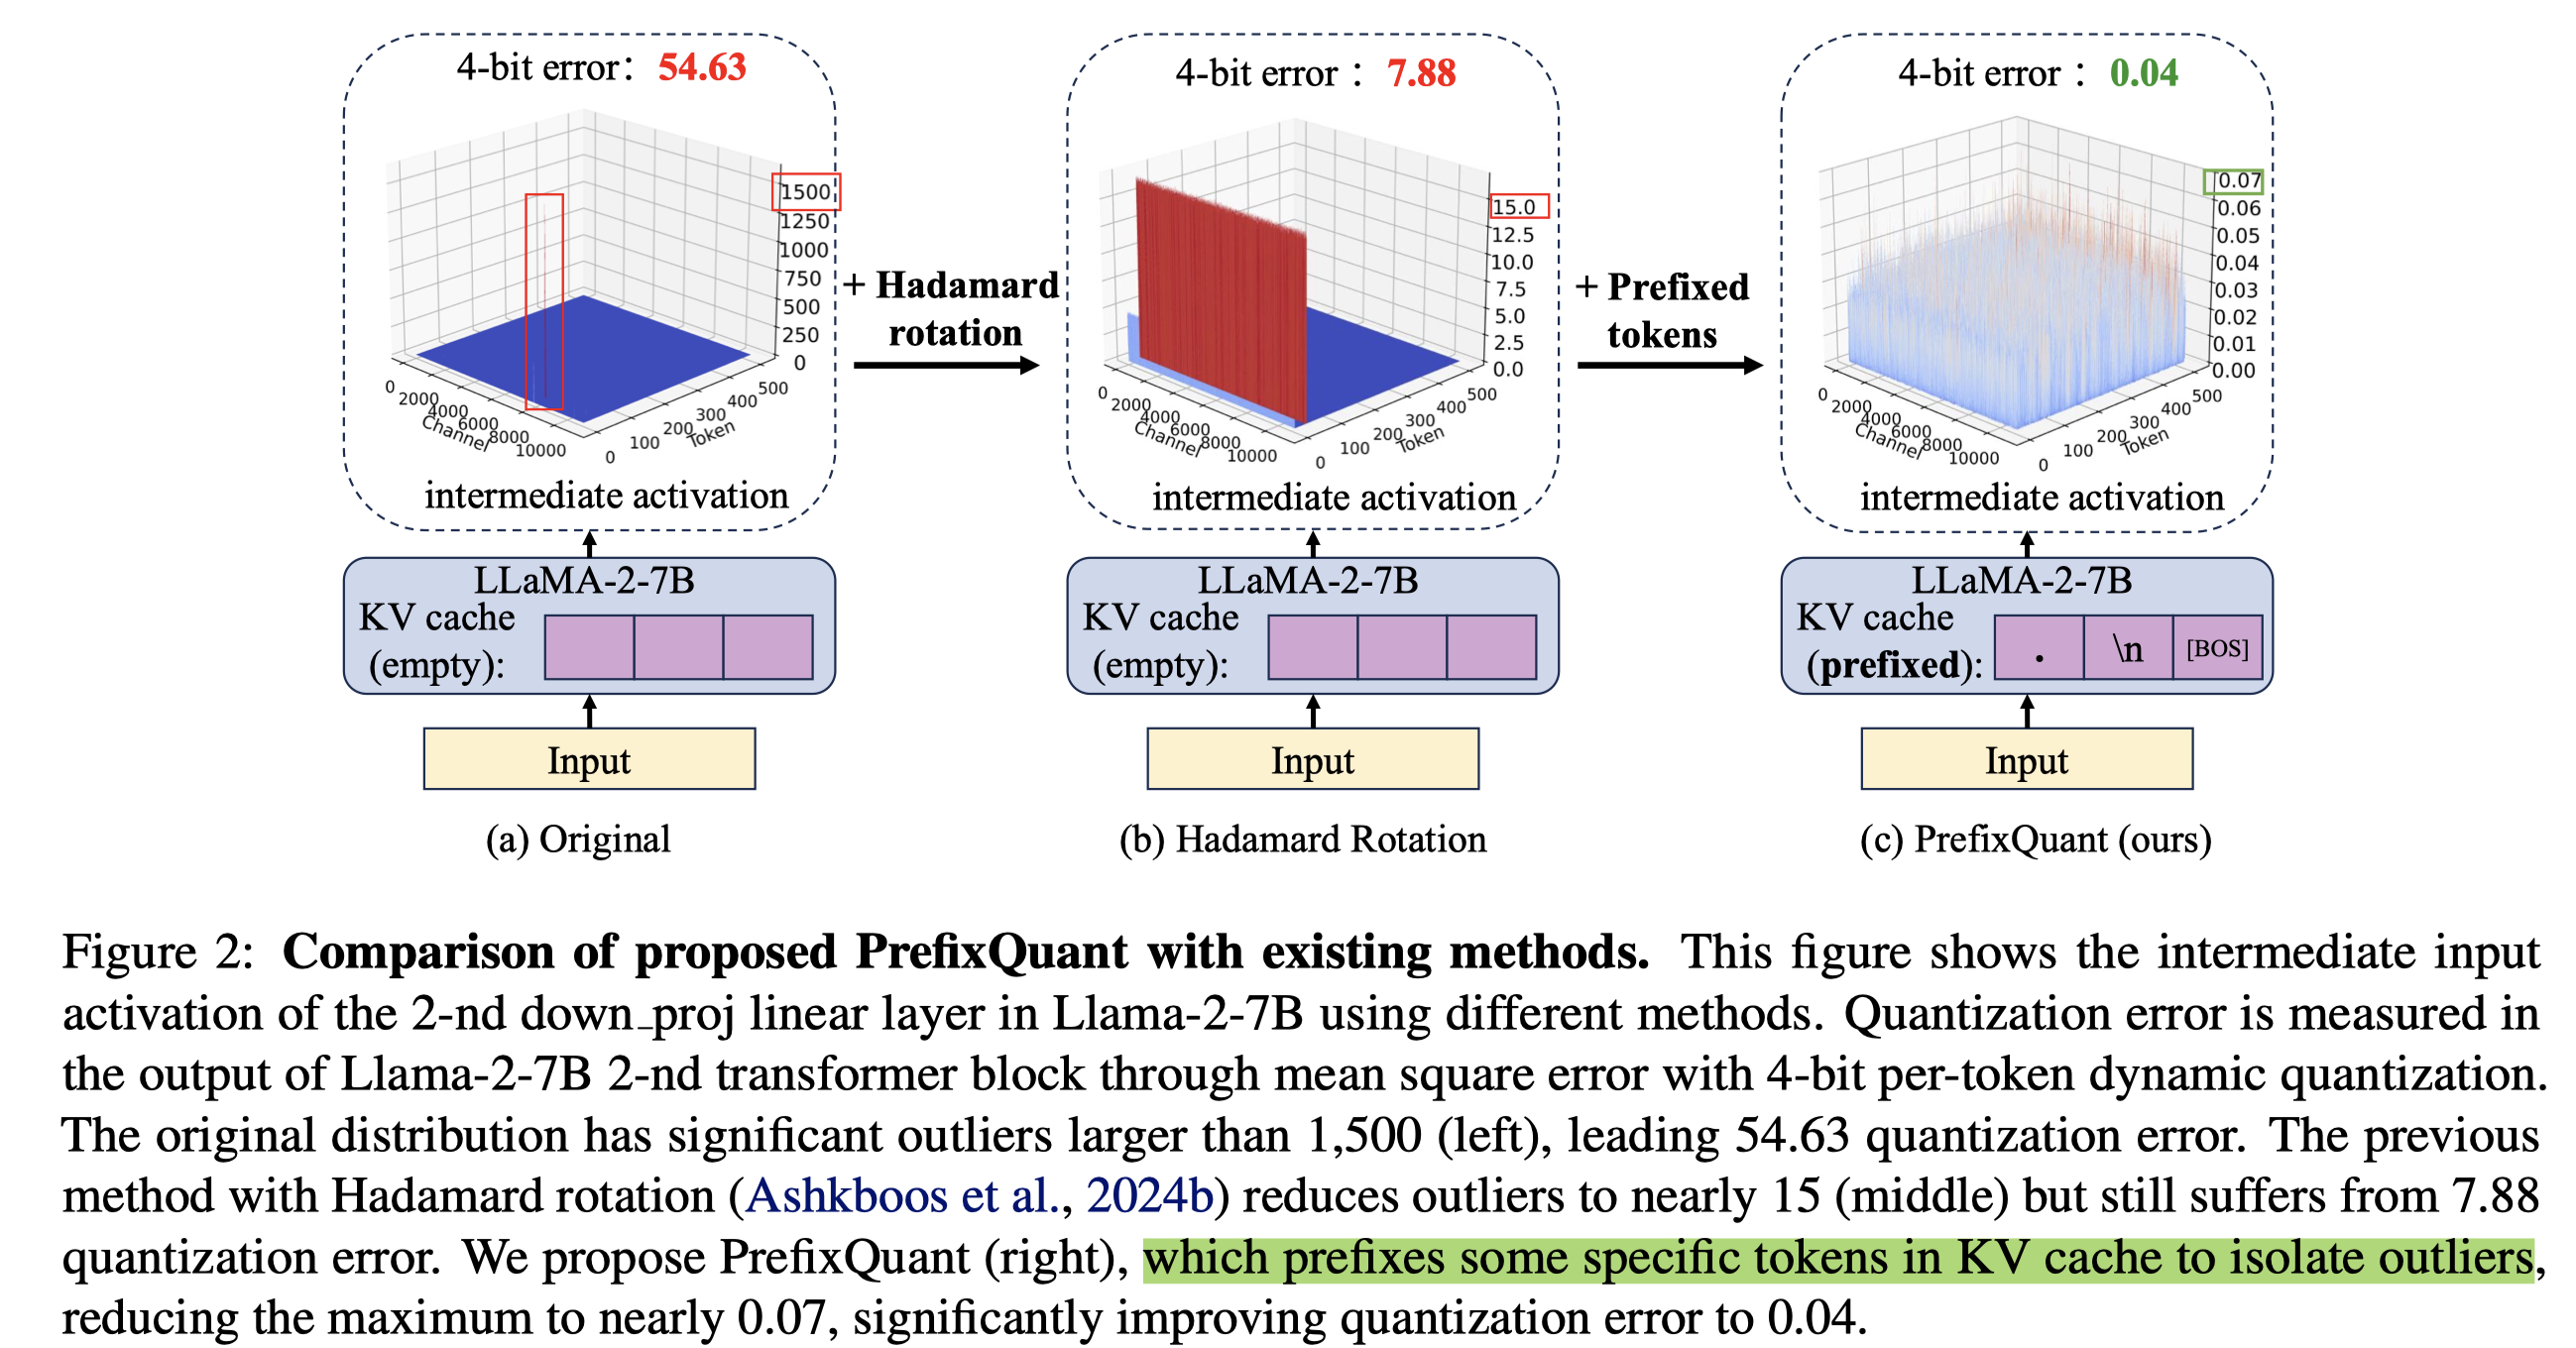 4-bit error: 54.63
1500
1250
1000
750
500
250
0
0
2000
4000
6000
8000
10000
Channel
0
100
200
300
400
500
Token
intermediate activation
LLaMA-2-7B
KV cache
(empty):
Input
(a) Original
+ Hadamard
rotation
4-bit error : 7.88
15.0
12.5
10.0
7.5
5.0
2.5
0.0
0
2000
4000
6000
8000
10000
Channel
0
100
200
300
400
500
Token
intermediate activation
LLaMA-2-7B
KV cache
(empty):
Input
(b) Hadamard Rotation
+ Prefixed
tokens
4-bit error : 0.04
0.07
0.06
0.05
0.04
0.03
0.02
0.01
0.00
0
2000
4000
6000
8000
10000
Channel
0
100
200
300
400
500
Token
intermediate activation
LLaMA-2-7B
KV cache
(prefixed): . \n [BOS]
Input
(c) PrefixQuant (ours)
Figure 2: Comparison of proposed PrefixQuant with existing methods. This figure shows the intermediate input
activation of the 2-nd down_proj linear layer in Llama-2-7B using different methods. Quantization error is measured in
the output of Llama-2-7B 2-nd transformer block through mean square error with 4-bit per-token dynamic quantization.
The original distribution has significant outliers larger than 1,500 (left), leading 54.63 quantization error. The previous
method with Hadamard rotation (Ashkboos et al., 2024b) reduces outliers to nearly 15 (middle) but still suffers from 7.88
quantization error. We propose PrefixQuant (right), which prefixes some specific tokens in KV cache to isolate outliers,
reducing the maximum to nearly 0.07, significantly improving quantization error to 0.04.